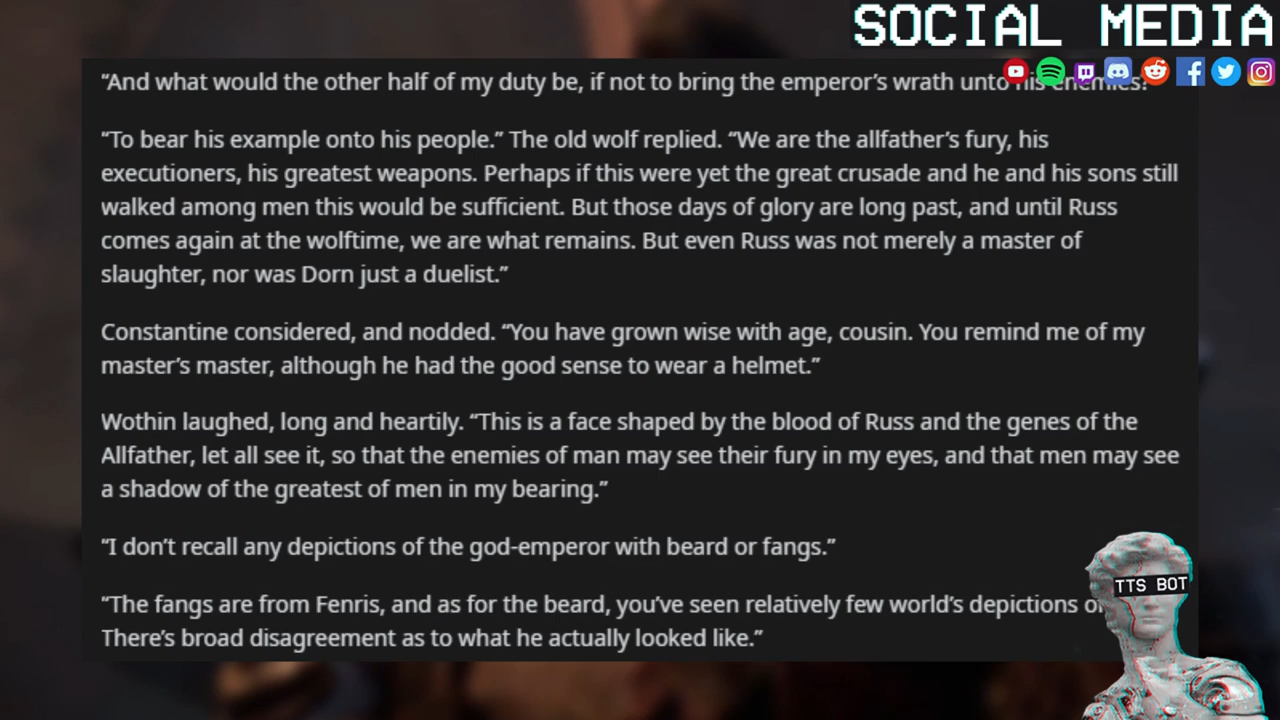 SOCIAL MEDIA
“And what would the other half of my duty be, if not to bring the emperor’s wrath unto his enemies?
“To bear his example onto his people.” The old wolf replied. “We are the allfather’s fury, his
executioners, his greatest weapons. Perhaps if this were yet the great crusade and he and his sons still
walked among men this would be sufficient. But those days of glory are long past, and until Russ
comes again at the wolftime, we are what remains. But even Russ was not merely a master of
slaughter, nor was Dorn just a duelist.”
Constantine considered, and nodded. “You have grown wise with age, cousin. You remind me of my
master’s master, although he had the good sense to wear a helmet.”
Wothin laughed, long and heartily. “This is a face shaped by the blood of Russ and the genes of the
Allfather, let all see it, so that the enemies of man may see their fury in my eyes, and that men may see
a shadow of the greatest of men in my bearing.”
“I don’t recall any depictions of the god-emperor with beard or fangs.”
“The fangs are from Fenris, and as for the beard, you’ve seen relatively few world’s depictions
There’s broad disagreement as to what he actually looked like.”
TTS BOT